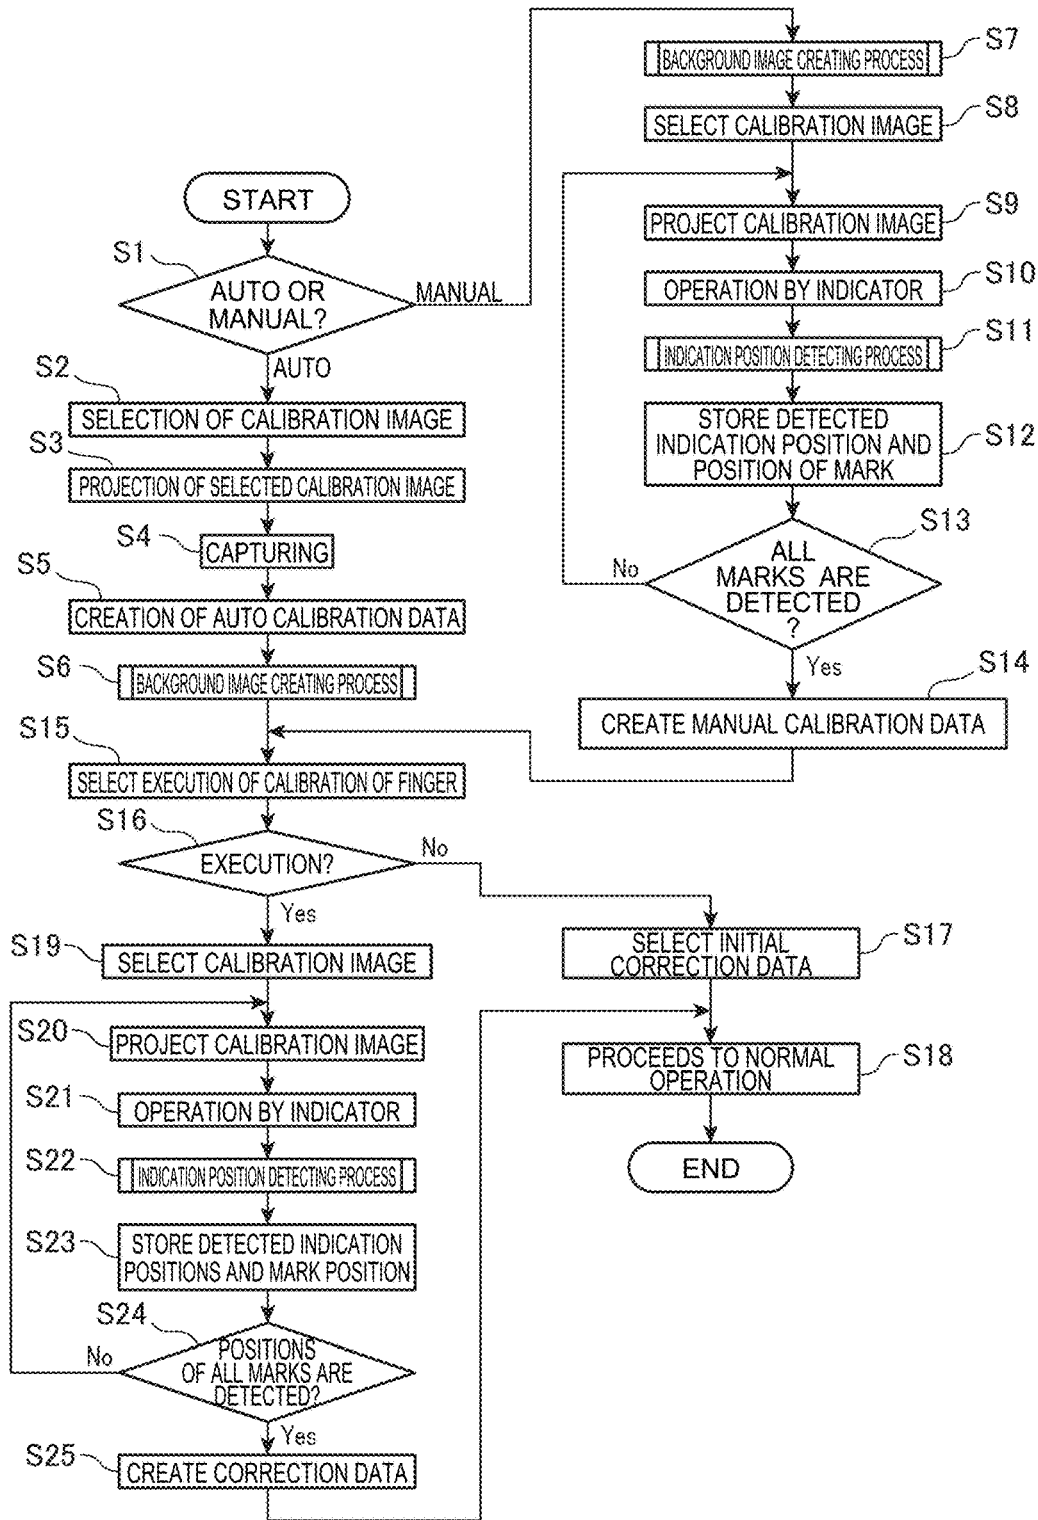 START
S1
AUTO OR
MANUAL?
MANUAL
AUTO
S2
SELECTION OF CALIBRATION IMAGE
S3
PROJECTION OF SELECTED CALIBRATION IMAGE
S4
CAPTURING
S5
CREATION OF AUTO CALIBRATION DATA
S6
BACKGROUND IMAGE CREATING PROCESS
S7
BACKGROUND IMAGE CREATING PROCESS
S8
SELECT CALIBRATION IMAGE
S9
PROJECT CALIBRATION IMAGE
S10
OPERATION BY INDICATOR
S11
INDICATION POSITION DETECTING PROCESS
S12
STORE DETECTED
INDICATION POSITION AND
POSITION OF MARK
S13
ALL
MARKS ARE
DETECTED
?
No
Yes
S14
CREATE MANUAL CALIBRATION DATA
S15
SELECT EXECUTION OF CALIBRATION OF FINGER
S16
EXECUTION?
No
Yes
S17
SELECT INITIAL
CORRECTION DATA
S18
PROCEEDS TO NORMAL
OPERATION
END
S19
SELECT CALIBRATION IMAGE
S20
PROJECT CALIBRATION IMAGE
S21
OPERATION BY INDICATOR
S22
INDICATION POSITION DETECTING PROCESS
S23
STORE DETECTED INDICATION
POSITIONS AND MARK POSITION
S24
POSITIONS
OF ALL MARKS ARE
DETECTED?
No
Yes
S25
CREATE CORRECTION DATA